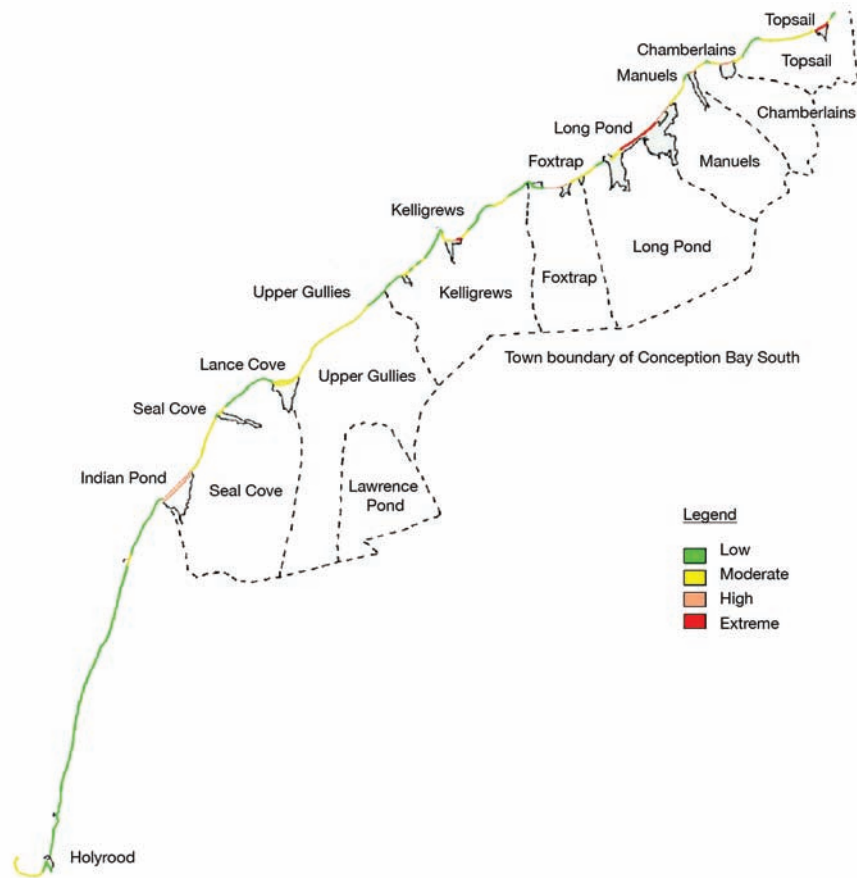 Topsail
Chamberlains
Topsail
Manuels
Chamberlains
Long Pond
Manuels
Foxtrap
Kelligrews
Long Pond
Foxtrap
Upper Gullies
Kelligrews
Town boundary of Conception Bay South
Lance Cove
Upper Gullies
Seal Cove
Indian Pond
Seal Cove
Lawrence
Pond
Legend
Low
Moderate
High
Extreme
Holyrood